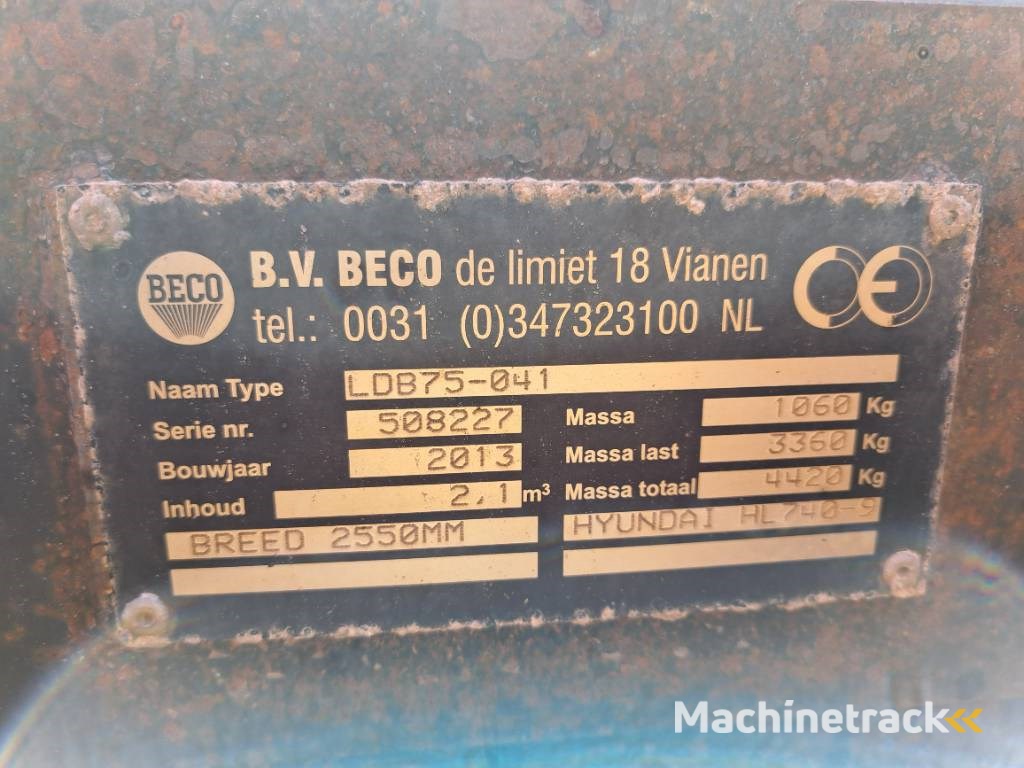 BECO
B.V. BECO de limiet 18 Vianen
tel.: 0031 (0)347323100 NL
CE
Naam Type LDB75-041
Serie nr. 508227 Massa 1060 Kg
Bouwjaar 2013 Massa last 3360 Kg
Inhoud 2.1 m³ Massa totaal 4420 Kg
BREED 2550MM HYUNDAI HL740-9
Machinetrack